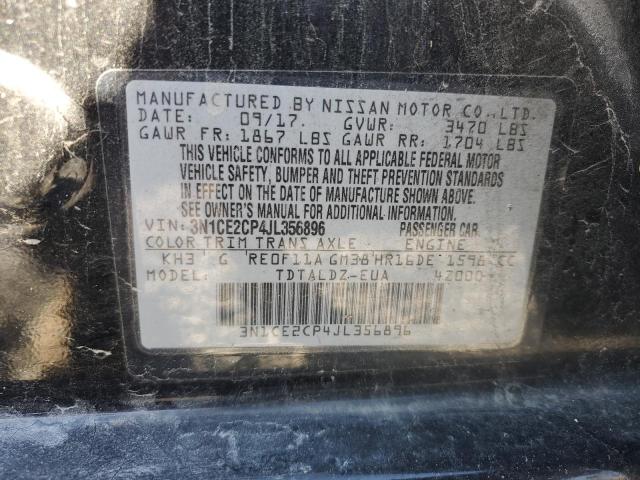 MANUFACTURED BY NISSAN MOTOR CO., LTD.
DATE: 09/17. GVWR: 3470 LBS
GAWR FR: 1867 LBS GAWR RR: 1704 LBS
THIS VEHICLE CONFORMS TO ALL APPLICABLE FEDERAL MOTOR
VEHICLE SAFETY, BUMPER AND THEFT PREVENTION STANDARDS
IN EFFECT ON THE DATE OF MANUFACTURE SHOWN ABOVE.
SEE OWNER'S MANUAL FOR ADDITIONAL INFORMATION.
VIN: 3N1CE2CP4JL356896 PASSENGER CAR
COLOR TRIM TRANS AXLE ENGINE
KH3 G RE0F11A GM38 HR16DE 1598 CC
MODEL: TDTALDZ-EUA 42000
3N1CE2CP4JL356896